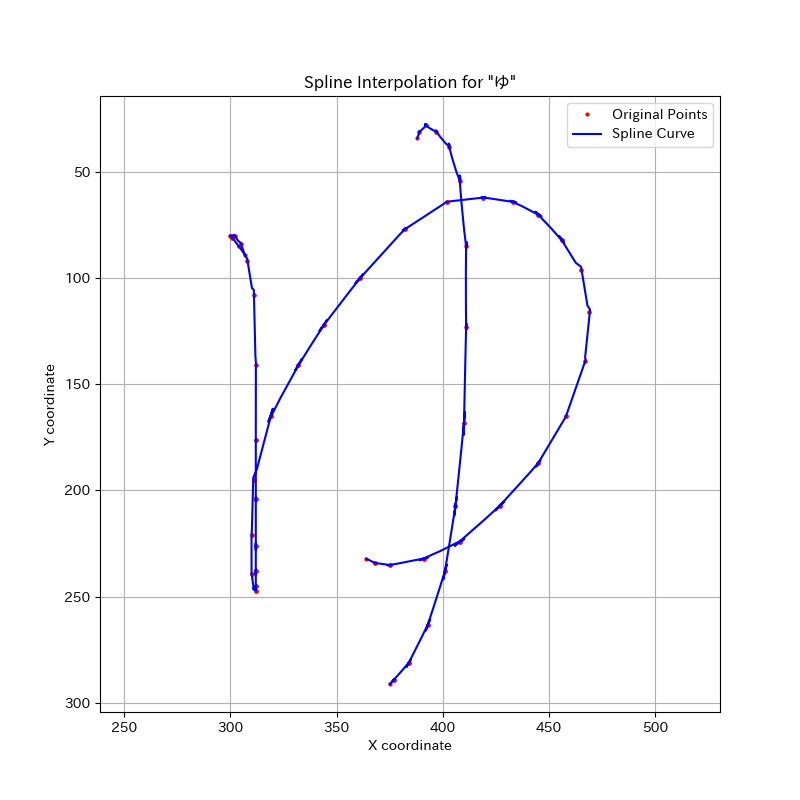 Spline Interpolation for "ゆ"
Original Points
Spline Curve
50
100
150
200
250
300
250 300 350 400 450 500
X coordinate
Y coordinate
ゆ